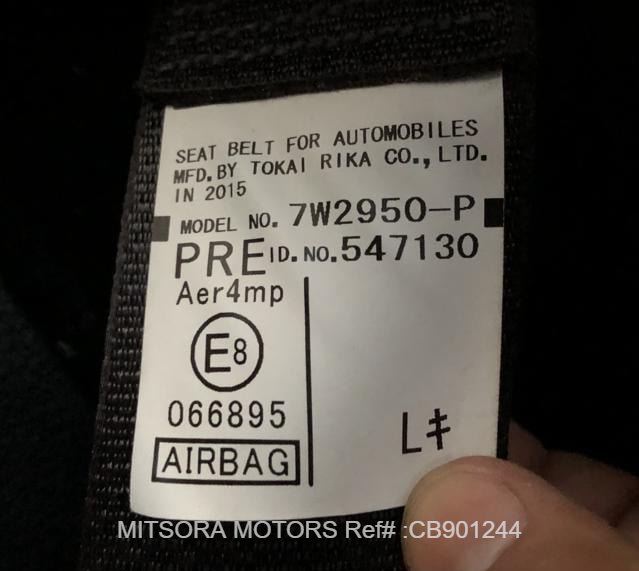 SEAT BELT FOR AUTOMOBILES
MFD. BY TOKAI RIKA CO., LTD.
IN 2015
MODEL NO. 7W2950-P
PRE ID. NO. 547130
Aer4mp
E8
066895
AIRBAG
Lキ
MITSORA MOTORS Ref# :CB901244